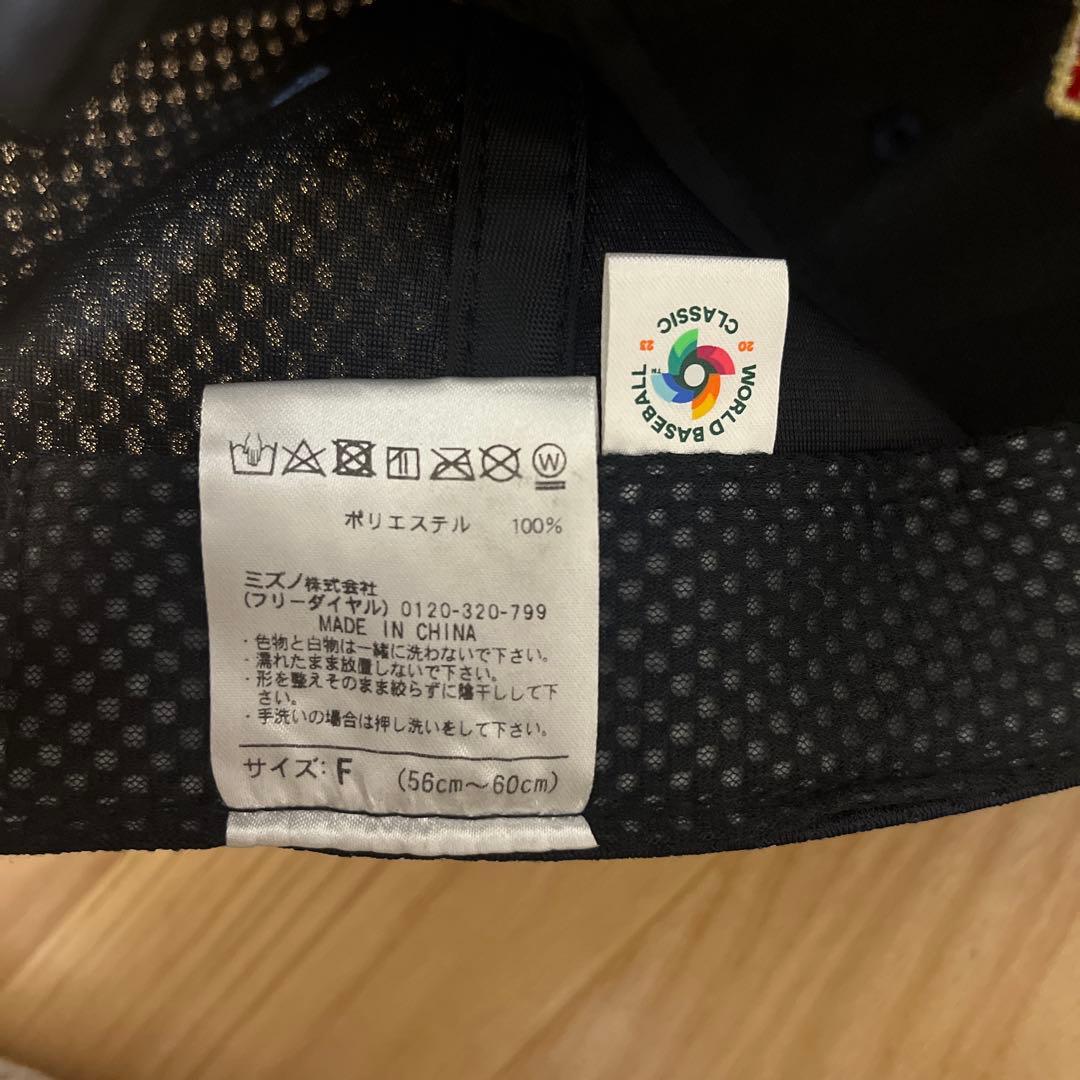 WORLD BASEBALL™
CLASSIC
20 23
W
ポリエステル 100%
ミズノ株式会社
(フリーダイヤル) 0120-320-799
MADE IN CHINA
・色物と白物は一緒に洗わないで下さい。
・濡れたまま放置しないで下さい。
・形を整えそのまま絞らずに陰干しして下
さい。
・手洗いの場合は押し洗いをして下さい。
サイズ: F (56cm～60cm)